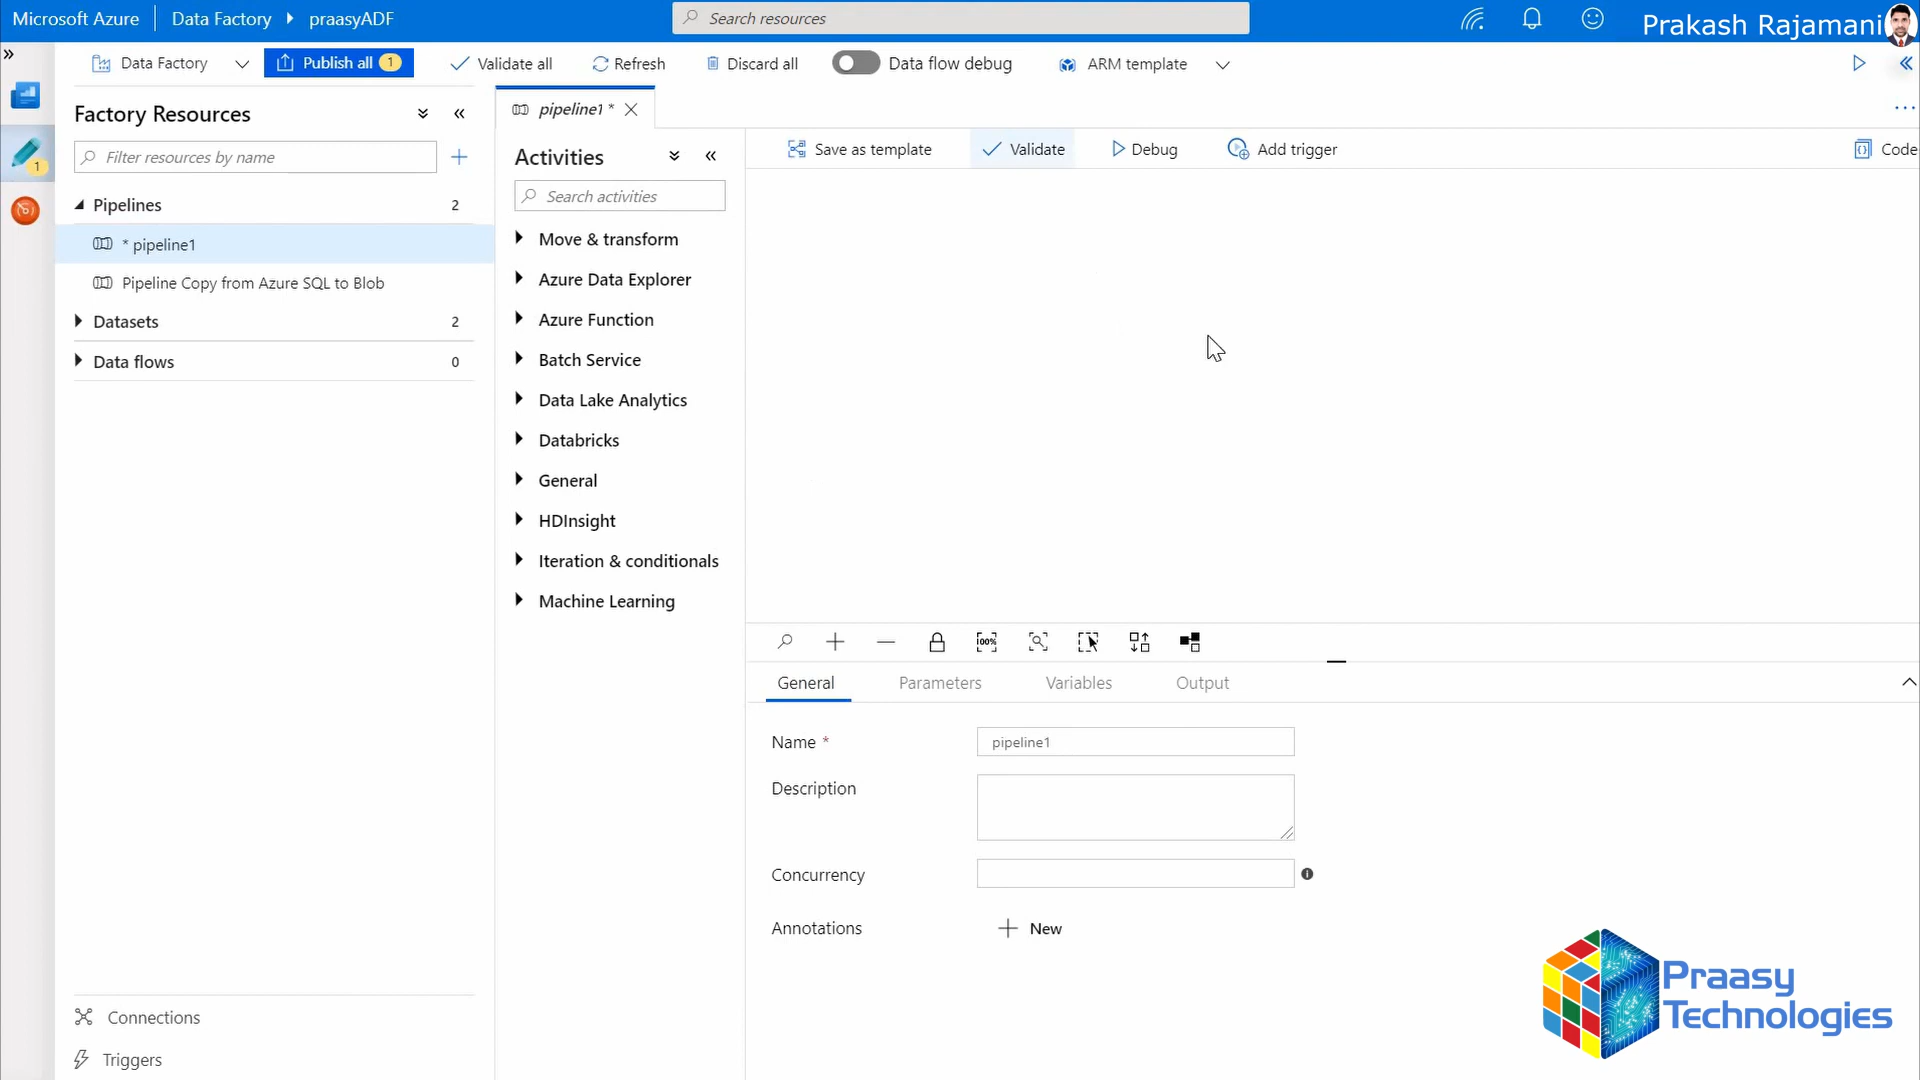 Microsoft Azure
Data Factory
praasyADF
Search resources
Prakash Rajamani
Data Factory
Publish all 1
Validate all
Refresh
Discard all
Data flow debug
ARM template
Factory Resources
Filter resources by name
1
Pipelines 2
* pipeline1
Pipeline Copy from Azure SQL to Blob
Datasets 2
Data flows 0
Connections
Triggers
pipeline1 *
Activities
Search activities
Move & transform
Azure Data Explorer
Azure Function
Batch Service
Data Lake Analytics
Databricks
General
HDInsight
Iteration & conditionals
Machine Learning
Save as template
Validate
Debug
Add trigger
Code
100%
General
Parameters
Variables
Output
Name * pipeline1
Description
Concurrency
Annotations New
Praasy
Technologies